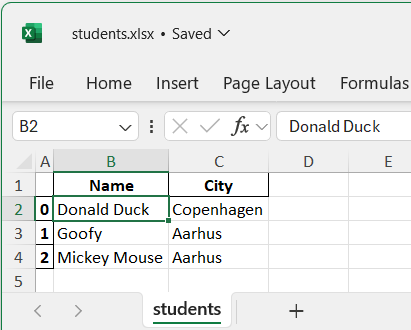 students.xlsx • Saved
File Home Insert Page Layout Formulas
B2 fx Donald Duck
A B C D E
1 Name City
2 0 Donald Duck Copenhagen
3 1 Goofy Aarhus
4 2 Mickey Mouse Aarhus
5
students